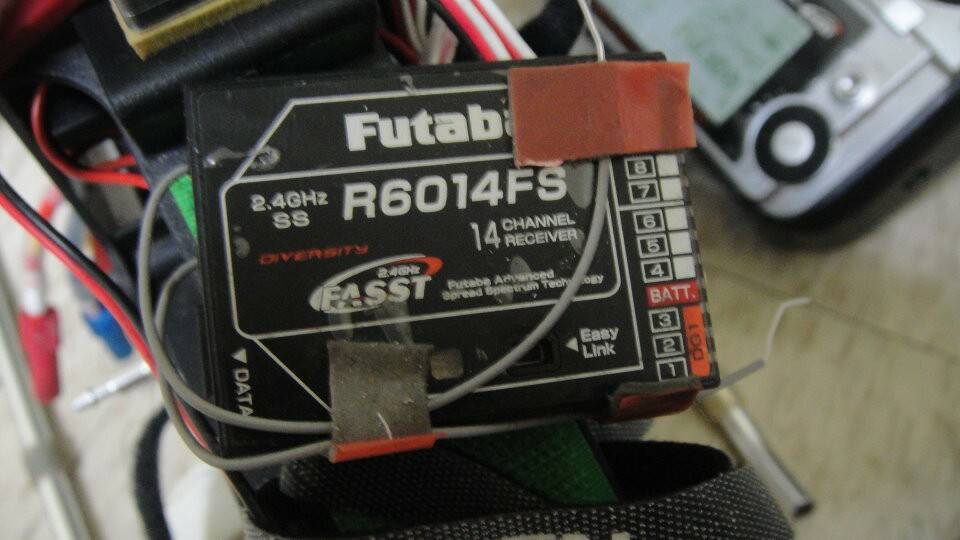 Futaba
2.4GHz
SS
R6014FS
14 CHANNEL
RECEIVER
DIVERSITY
2.4GHz
FASST
Futaba Advanced
Spread Spectrum Technology
Easy
Link
DATA
8
7
6
5
4
BATT.
3
2
1
DG1